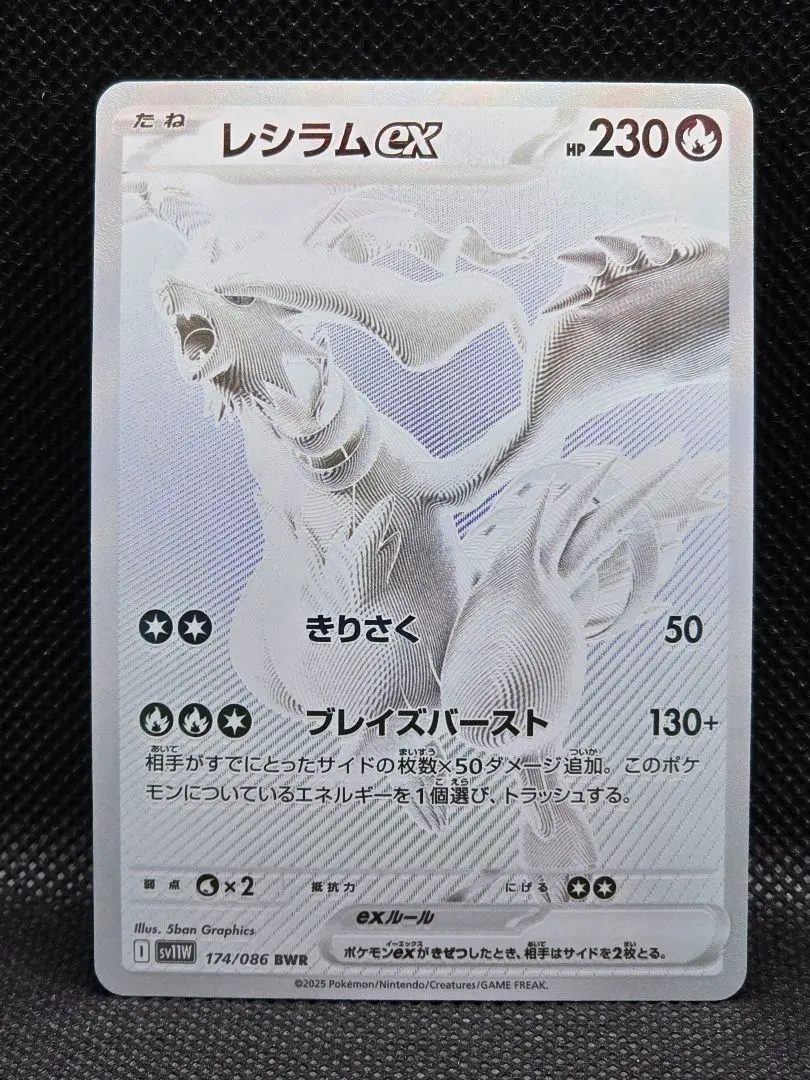 たね レシラムex HP230
きりさく 50
ブレイズバースト 130+
相手がすでにとったサイドの枚数×50ダメージ追加。このポケ
モンについているエネルギーを1個選び、トラッシュする。
弱点 ×2 抵抗力 にげる
Illus. 5ban Graphics
exルール
I sv11W 174/086 BWR
ポケモンexがきぜつしたとき、相手はサイドを2枚とる。
©2025 Pokémon/Nintendo/Creatures/GAME FREAK.